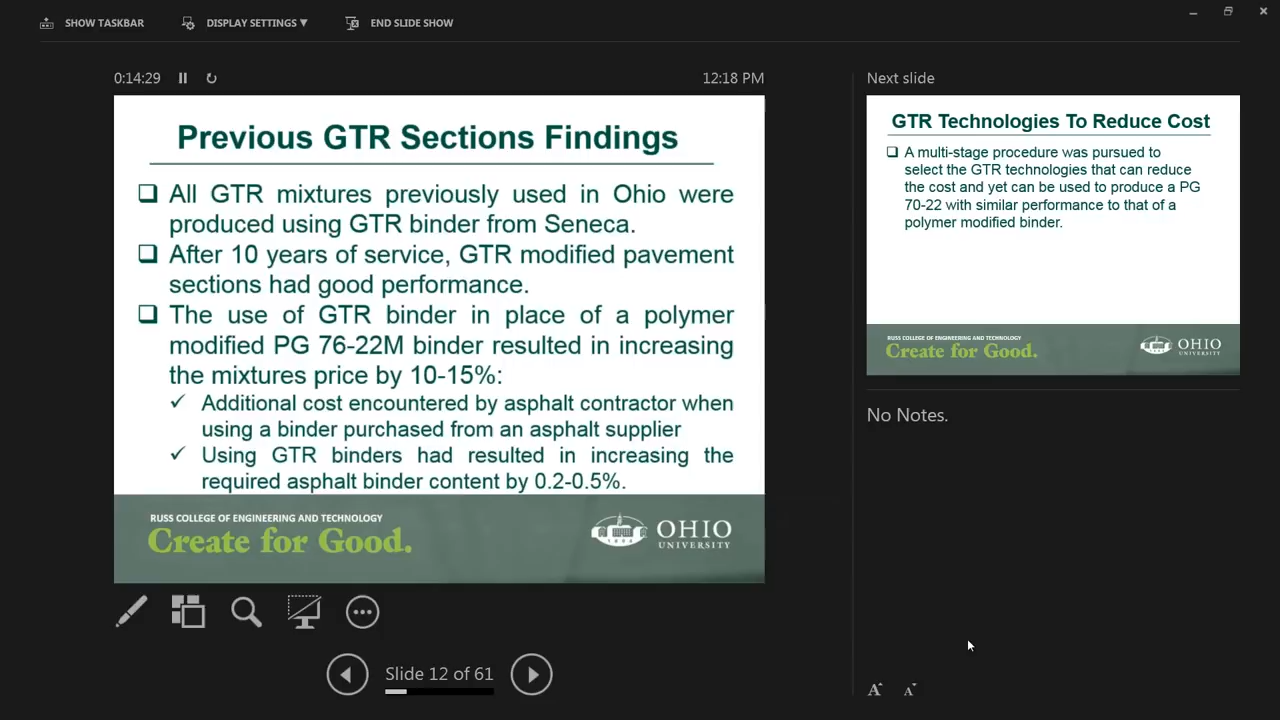 SHOW TASKBAR
DISPLAY SETTINGS ▼
END SLIDE SHOW
0:14:29
12:18 PM
Previous GTR Sections Findings
❑ All GTR mixtures previously used in Ohio were
produced using GTR binder from Seneca.
❑ After 10 years of service, GTR modified pavement
sections had good performance.
❑ The use of GTR binder in place of a polymer
modified PG 76-22M binder resulted in increasing
the mixtures price by 10-15%:
✓ Additional cost encountered by asphalt contractor when
using a binder purchased from an asphalt supplier
✓ Using GTR binders had resulted in increasing the
required asphalt binder content by 0.2-0.5%.
RUSS COLLEGE OF ENGINEERING AND TECHNOLOGY
Create for Good.
OHIO
UNIVERSITY
Slide 12 of 61
Next slide
GTR Technologies To Reduce Cost
❑ A multi-stage procedure was pursued to
select the GTR technologies that can reduce
the cost and yet can be used to produce a PG
70-22 with similar performance to that of a
polymer modified binder.
RUSS COLLEGE OF ENGINEERING AND TECHNOLOGY
Create for Good.
OHIO
UNIVERSITY
No Notes.
A A